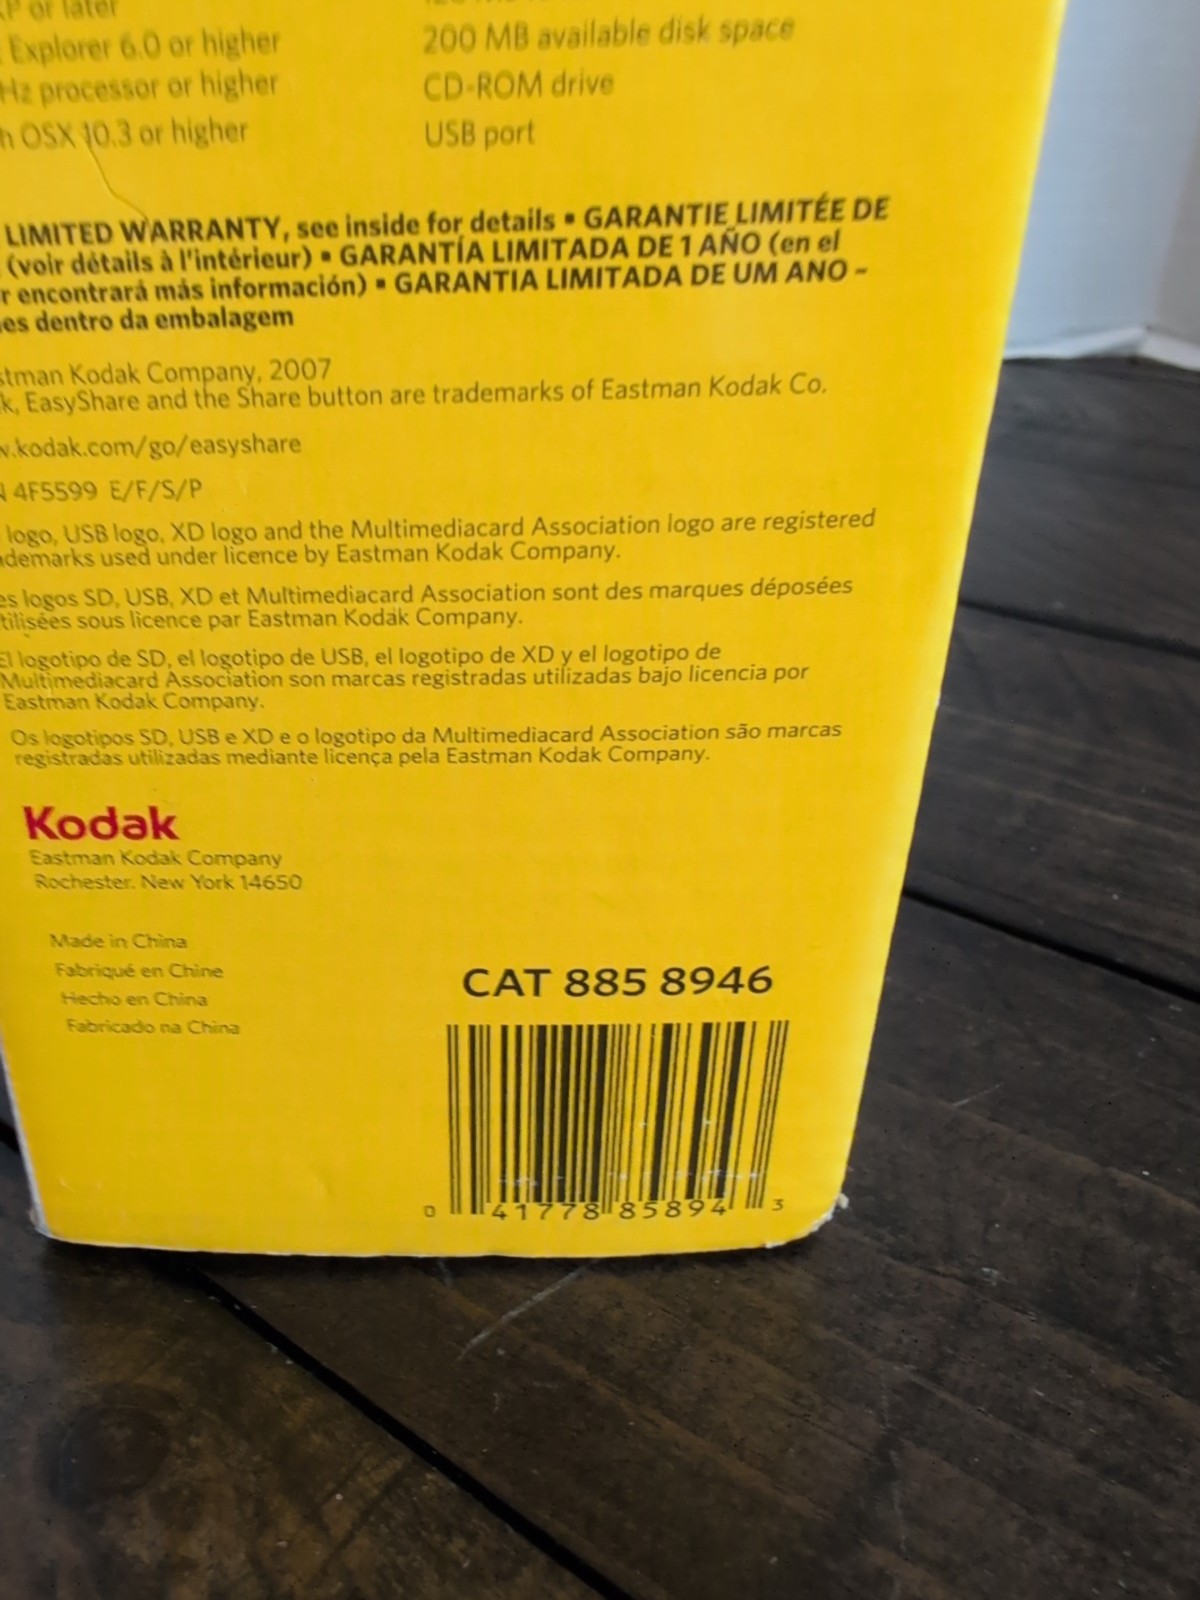 XP or later
Explorer 6.0 or higher
200 MB available disk space
Hz processor or higher
CD-ROM drive
h OSX 10.3 or higher
USB port
LIMITED WARRANTY, see inside for details ▪ GARANTIE LIMITÉE DE
(voir détails à l'intérieur) ▪ GARANTÍA LIMITADA DE 1 AÑO (en el
r encontrará más información) ▪ GARANTIA LIMITADA DE UM ANO –
es dentro da embalagem
stman Kodak Company, 2007
k, EasyShare and the Share button are trademarks of Eastman Kodak Co.
w.kodak.com/go/easyshare
4F5599 E/F/S/P
logo, USB logo, XD logo and the Multimediacard Association logo are registered
demarks used under licence by Eastman Kodak Company.
es logos SD, USB, XD et Multimediacard Association sont des marques déposées
tilisées sous licence par Eastman Kodak Company.
El logotipo de SD, el logotipo de USB, el logotipo de XD y el logotipo de
Multimediacard Association son marcas registradas utilizadas bajo licencia por
Eastman Kodak Company.
Os logotipos SD, USB e XD e o logotipo da Multimediacard Association são marcas
registradas utilizadas mediante licença pela Eastman Kodak Company.
Kodak
Eastman Kodak Company
Rochester, New York 14650
Made in China
Fabriqué en Chine
Hecho en China
Fabricado na China
CAT 885 8946
0 41778 85894 3